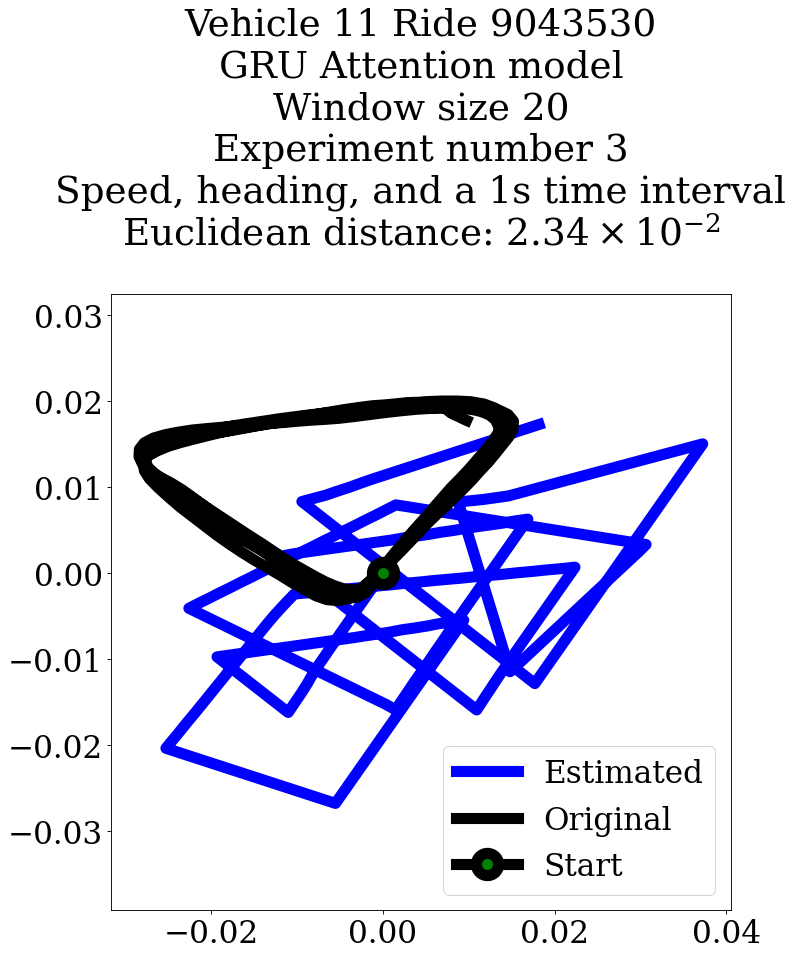 Vehicle 11 Ride 9043530
GRU Attention model
Window size 20
Experiment number 3
Speed, heading, and a 1s time interval
Euclidean distance: 2.34 × 10⁻²
0.03
0.02
0.01
0.00
−0.01
−0.02
−0.03
Estimated
Original
Start
−0.02
0.00
0.02
0.04